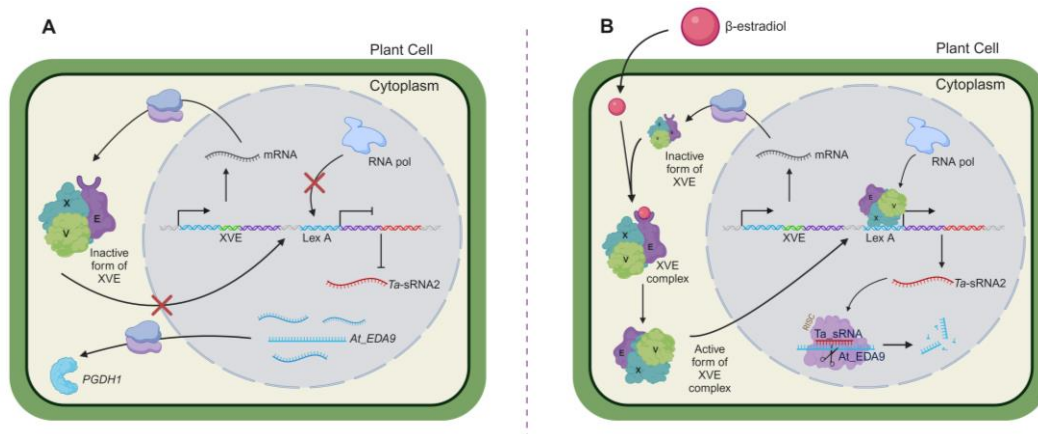 A
Plant Cell
Cytoplasm
mRNA
RNA pol
X
E
V
Inactive
form of
XVE
XVE
Lex A
Ta-sRNA2
At_EDA9
PGDH1
B
β-estradiol
Plant Cell
Cytoplasm
Inactive
form of
XVE
mRNA
RNA pol
E
V
X
XVE
Lex A
X
E
V
XVE
complex
Ta-sRNA2
RISC
Ta_sRNA
At_EDA9
E
V
X
Active
form of
XVE
complex